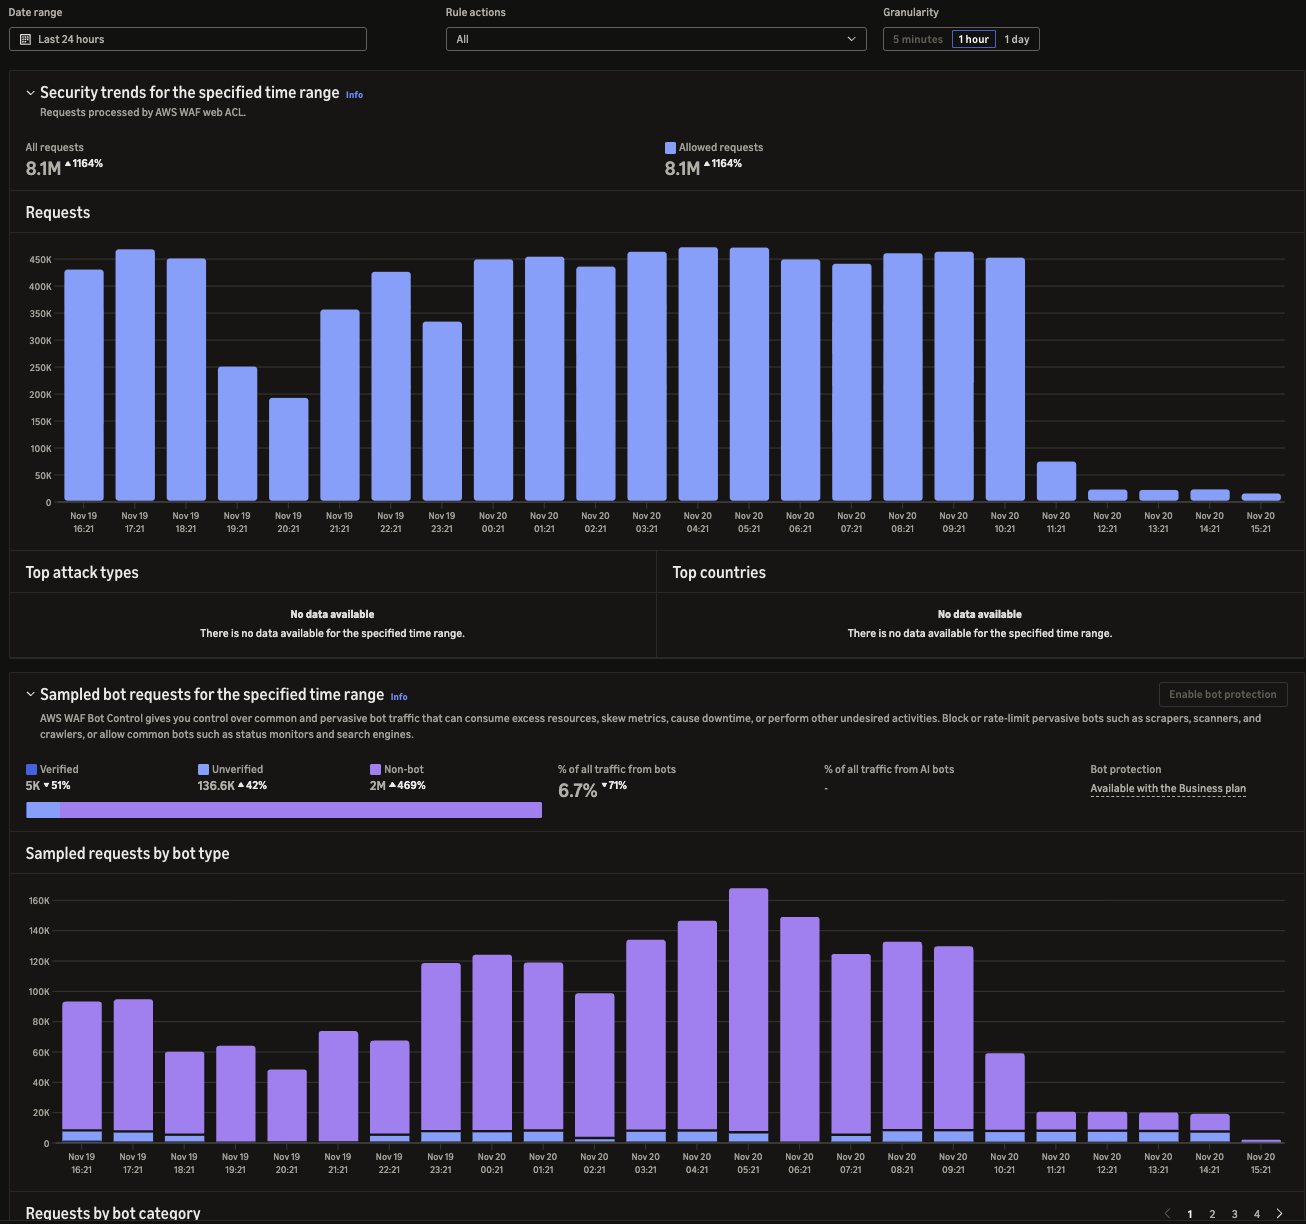 Date range
Rule actions
Granularity
Last 24 hours
All
5 minutes 1 hour 1 day
Security trends for the specified time range Info
Requests processed by AWS WAF web ACL.
All requests
8.1M ▲1164%
Allowed requests
8.1M ▲1164%
Requests
450K
400K
350K
300K
250K
200K
150K
100K
50K
0
Nov 19 16:21
Nov 19 17:21
Nov 19 18:21
Nov 19 19:21
Nov 19 20:21
Nov 19 21:21
Nov 19 22:21
Nov 19 23:21
Nov 20 00:21
Nov 20 01:21
Nov 20 02:21
Nov 20 03:21
Nov 20 04:21
Nov 20 05:21
Nov 20 06:21
Nov 20 07:21
Nov 20 08:21
Nov 20 09:21
Nov 20 10:21
Nov 20 11:21
Nov 20 12:21
Nov 20 13:21
Nov 20 14:21
Nov 20 15:21
Top attack types
No data available
There is no data available for the specified time range.
Top countries
No data available
There is no data available for the specified time range.
Sampled bot requests for the specified time range Info
Enable bot protection
AWS WAF Bot Control gives you control over common and pervasive bot traffic that can consume excess resources, skew metrics, cause downtime, or perform other undesired activities. Block or rate-limit pervasive bots such as scrapers, scanners, and
crawlers, or allow common bots such as status monitors and search engines.
Verified
5K ▼51%
Unverified
136.6K ▲42%
Non-bot
2M ▲469%
% of all traffic from bots
6.7% ▼71%
% of all traffic from AI bots
-
Bot protection
Available with the Business plan
Sampled requests by bot type
160K
140K
120K
100K
80K
60K
40K
20K
0
Nov 19 16:21
Nov 19 17:21
Nov 19 18:21
Nov 19 19:21
Nov 19 20:21
Nov 19 21:21
Nov 19 22:21
Nov 19 23:21
Nov 20 00:21
Nov 20 01:21
Nov 20 02:21
Nov 20 03:21
Nov 20 04:21
Nov 20 05:21
Nov 20 06:21
Nov 20 07:21
Nov 20 08:21
Nov 20 09:21
Nov 20 10:21
Nov 20 11:21
Nov 20 12:21
Nov 20 13:21
Nov 20 14:21
Nov 20 15:21
Requests by bot category
1 2 3 4